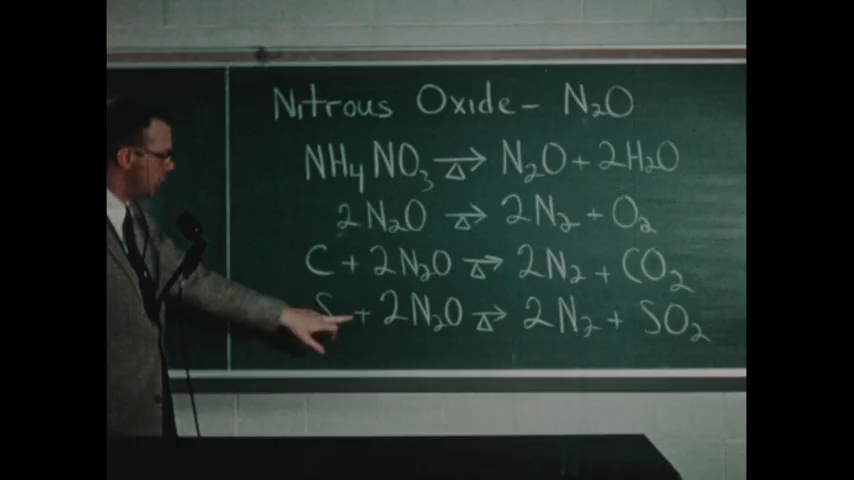 Nitrous Oxide - N₂O
NH₄NO₃ →Δ N₂O + 2H₂O
2N₂O →Δ 2N₂ + O₂
C + 2N₂O →Δ 2N₂ + CO₂
S + 2N₂O →Δ 2N₂ + SO₂